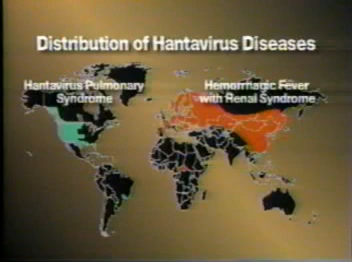 Distribution of Hantavirus Diseases
Hantavirus Pulmonary
Syndrome
Hemorrhagic Fever
with Renal Syndrome